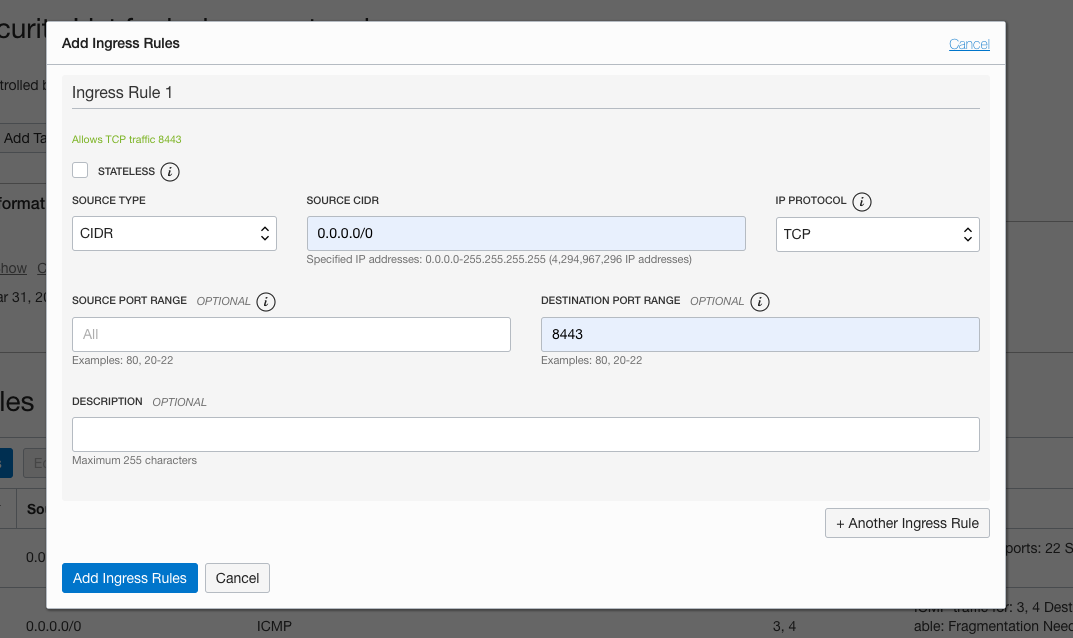 Add Ingress Rules
Cancel
Ingress Rule 1
Allows TCP traffic 8443
STATELESS i
SOURCE TYPE
SOURCE CIDR
IP PROTOCOL i
CIDR
0.0.0.0/0
TCP
Specified IP addresses: 0.0.0.0-255.255.255.255 (4,294,967,296 IP addresses)
SOURCE PORT RANGE OPTIONAL i
DESTINATION PORT RANGE OPTIONAL i
All
8443
Examples: 80, 20-22
Examples: 80, 20-22
DESCRIPTION OPTIONAL
Maximum 255 characters
+ Another Ingress Rule
Add Ingress Rules
Cancel
trolled b
Add Ta
format
how
ar 31, 20
les
So
0.0
ports: 22 S
0.0.0.0/0
ICMP
3, 4
for: 3, 4 Dest
able: Fragmentation Need